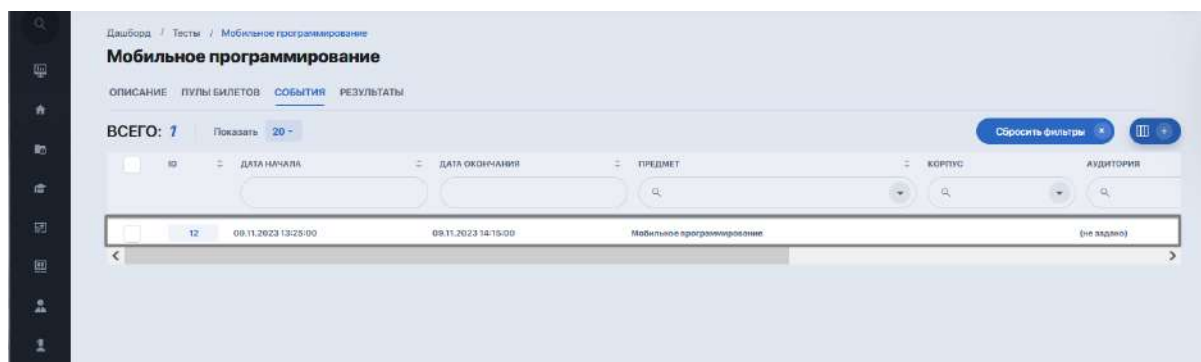 Дашборд / Тесты / Мобильное программирование
Мобильное программирование
ОПИСАНИЕ ПУЛЫ БИЛЕТОВ СОБЫТИЯ РЕЗУЛЬТАТЫ
ВСЕГО: 1 Показать 20 Сбросить фильтры
ID ДАТА НАЧАЛА ДАТА ОКОНЧАНИЯ ПРЕДМЕТ КОРПУС АУДИТОРИЯ
12 09.11.2023 13:25:00 09.11.2023 14:15:00 Мобильное программирование (не задано)